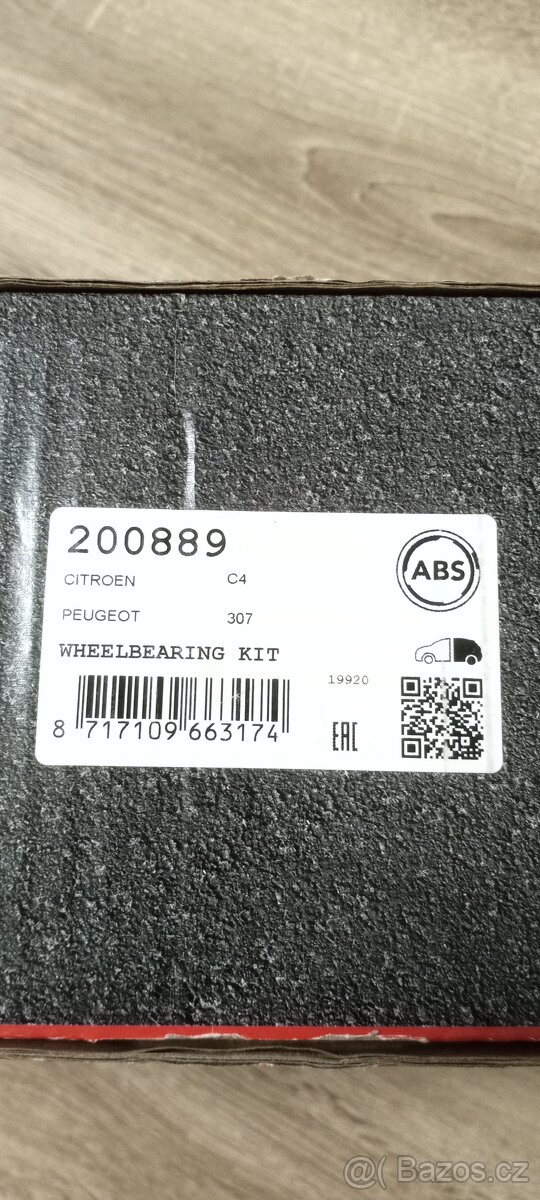 200889
CITROEN C4
PEUGEOT 307
WHEELBEARING KIT
ABS
19920
8 717109 663174
EAC
@( Bazos.cz